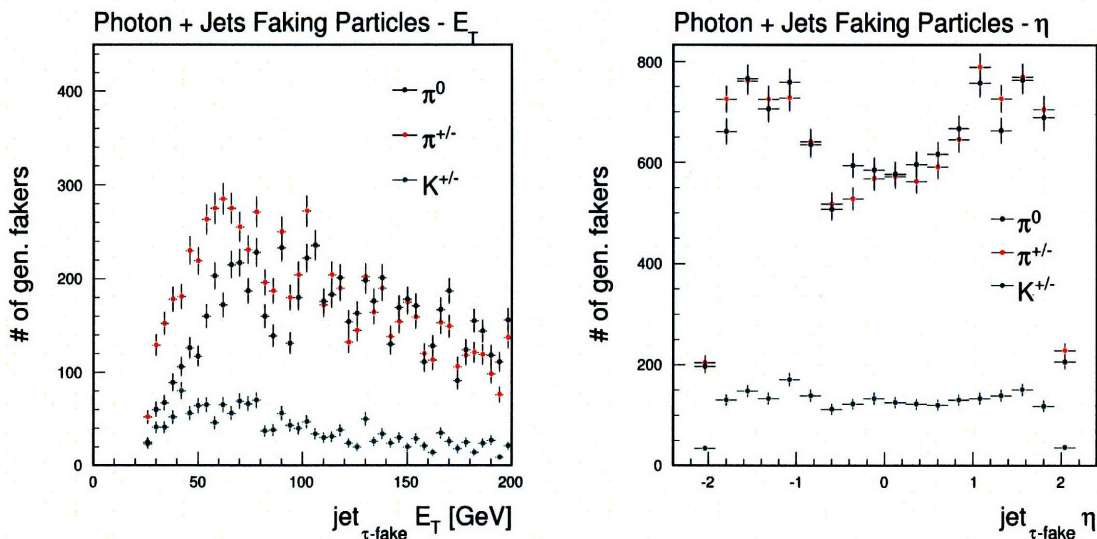 Photon + Jets Faking Particles - E_T
# of gen. fakers
400
300
200
100
0
π⁰
π⁺/⁻
K⁺/⁻
0 50 100 150 200
jet_τ-fake E_T [GeV]
Photon + Jets Faking Particles - η
# of gen. fakers
800
600
400
200
0
π⁰
π⁺/⁻
K⁺/⁻
-2 -1 0 1 2
jet_τ-fake η